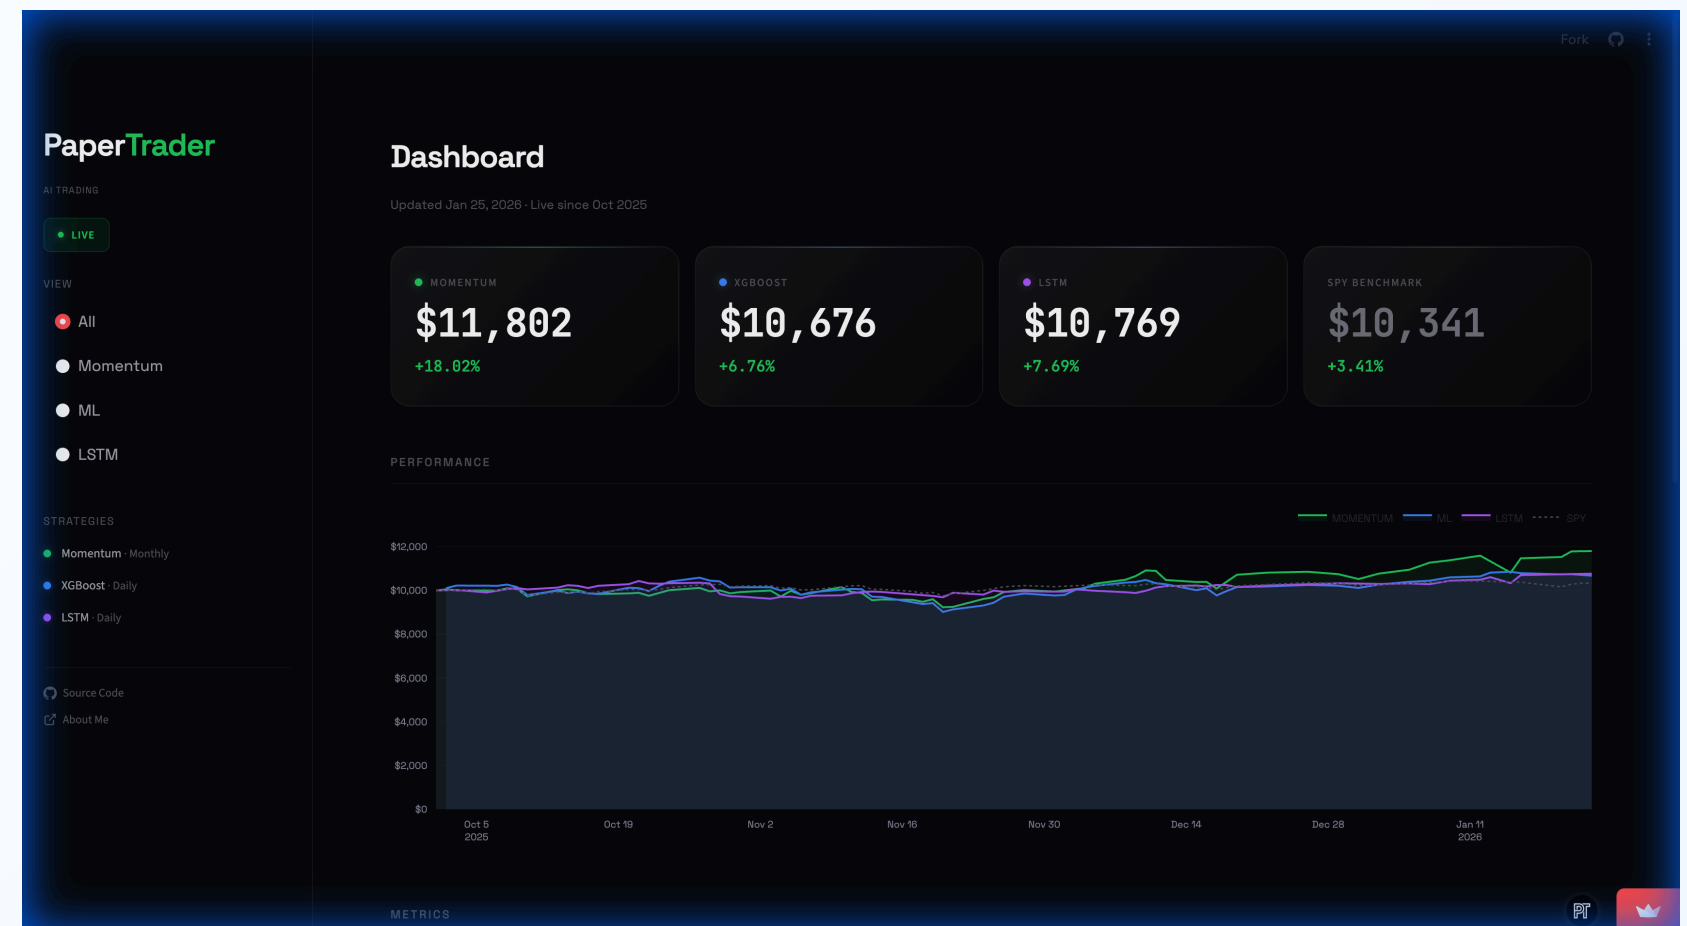 Fork
PaperTrader
AI TRADING
LIVE
VIEW
All
Momentum
ML
LSTM
STRATEGIES
Momentum · Monthly
XGBoost · Daily
LSTM · Daily
Source Code
About Me
Dashboard
Updated Jan 25, 2026 · Live since Oct 2025
MOMENTUM
$11,802
+18.02%
XGBOOST
$10,676
+6.76%
LSTM
$10,769
+7.69%
SPY BENCHMARK
$10,341
+3.41%
PERFORMANCE
MOMENTUM ML LSTM SPY
$12,000
$10,000
$8,000
$6,000
$4,000
$2,000
$0
Oct 5 Oct 19 Nov 2 Nov 16 Nov 30 Dec 14 Dec 28 Jan 11
2025 2026
METRICS
PT